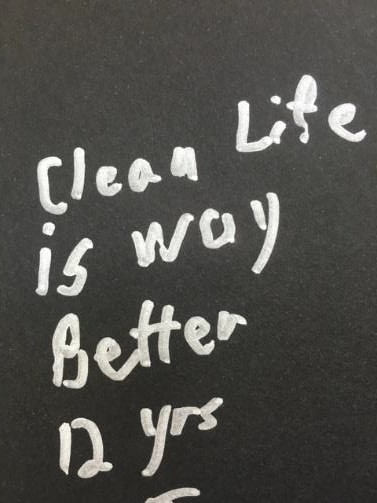 Clean Life
is way
Better
12 yrs